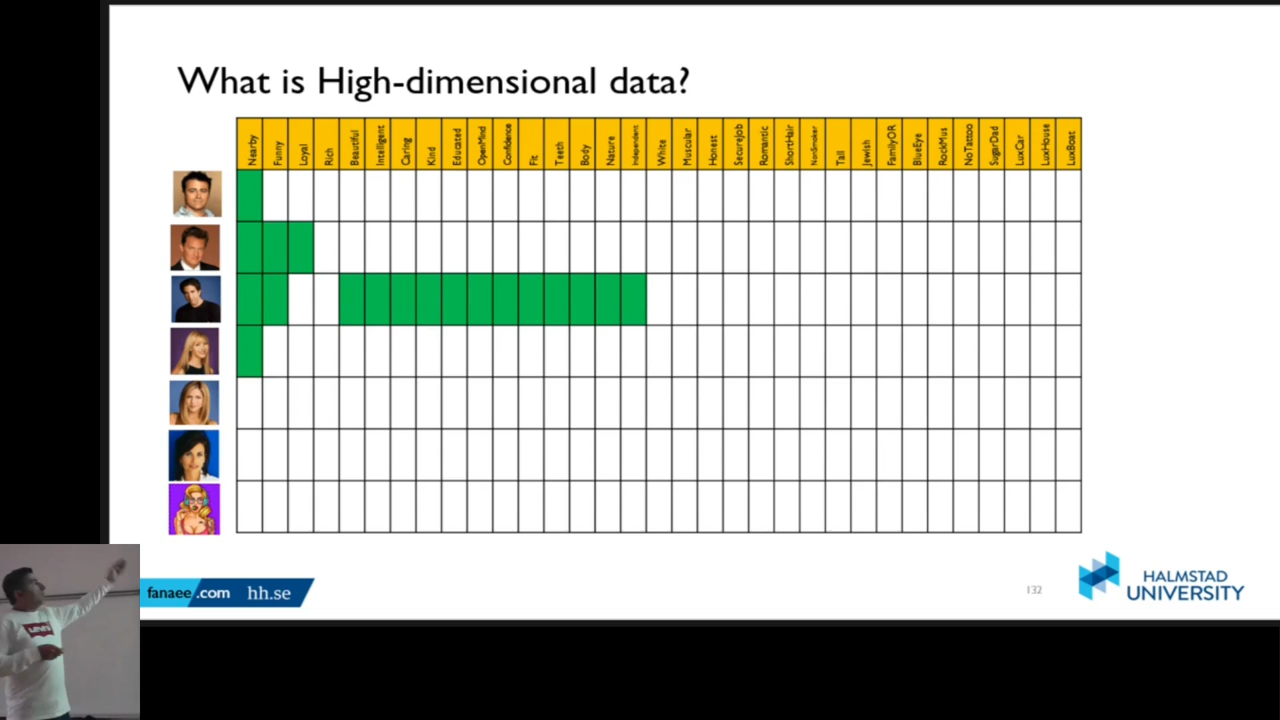 What is High-dimensional data?
Nearby
Funny
Loyal
Rich
Beautiful
Intelligent
Caring
Kind
Educated
OpenMind
Confidence
Fit
Teeth
Body
Nature
Independent
White
Muscular
Honest
SecureJob
Romantic
ShortHair
NonSmoker
Tall
Jewish
FamilyOR
BlueEye
RockMus
NoTattoo
SugarDad
LuxCar
LuxHouse
LuxBoat
LEVI'S
fanaee.com hh.se
132
HALMSTAD
UNIVERSITY